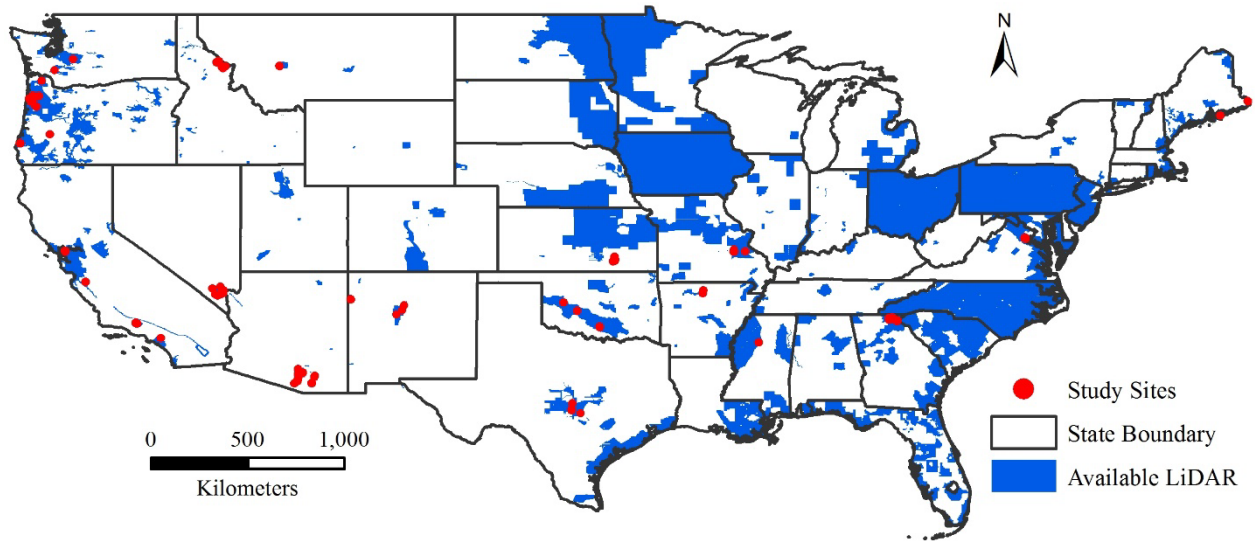 N
Study Sites
State Boundary
Available LiDAR
0 500 1,000
Kilometers